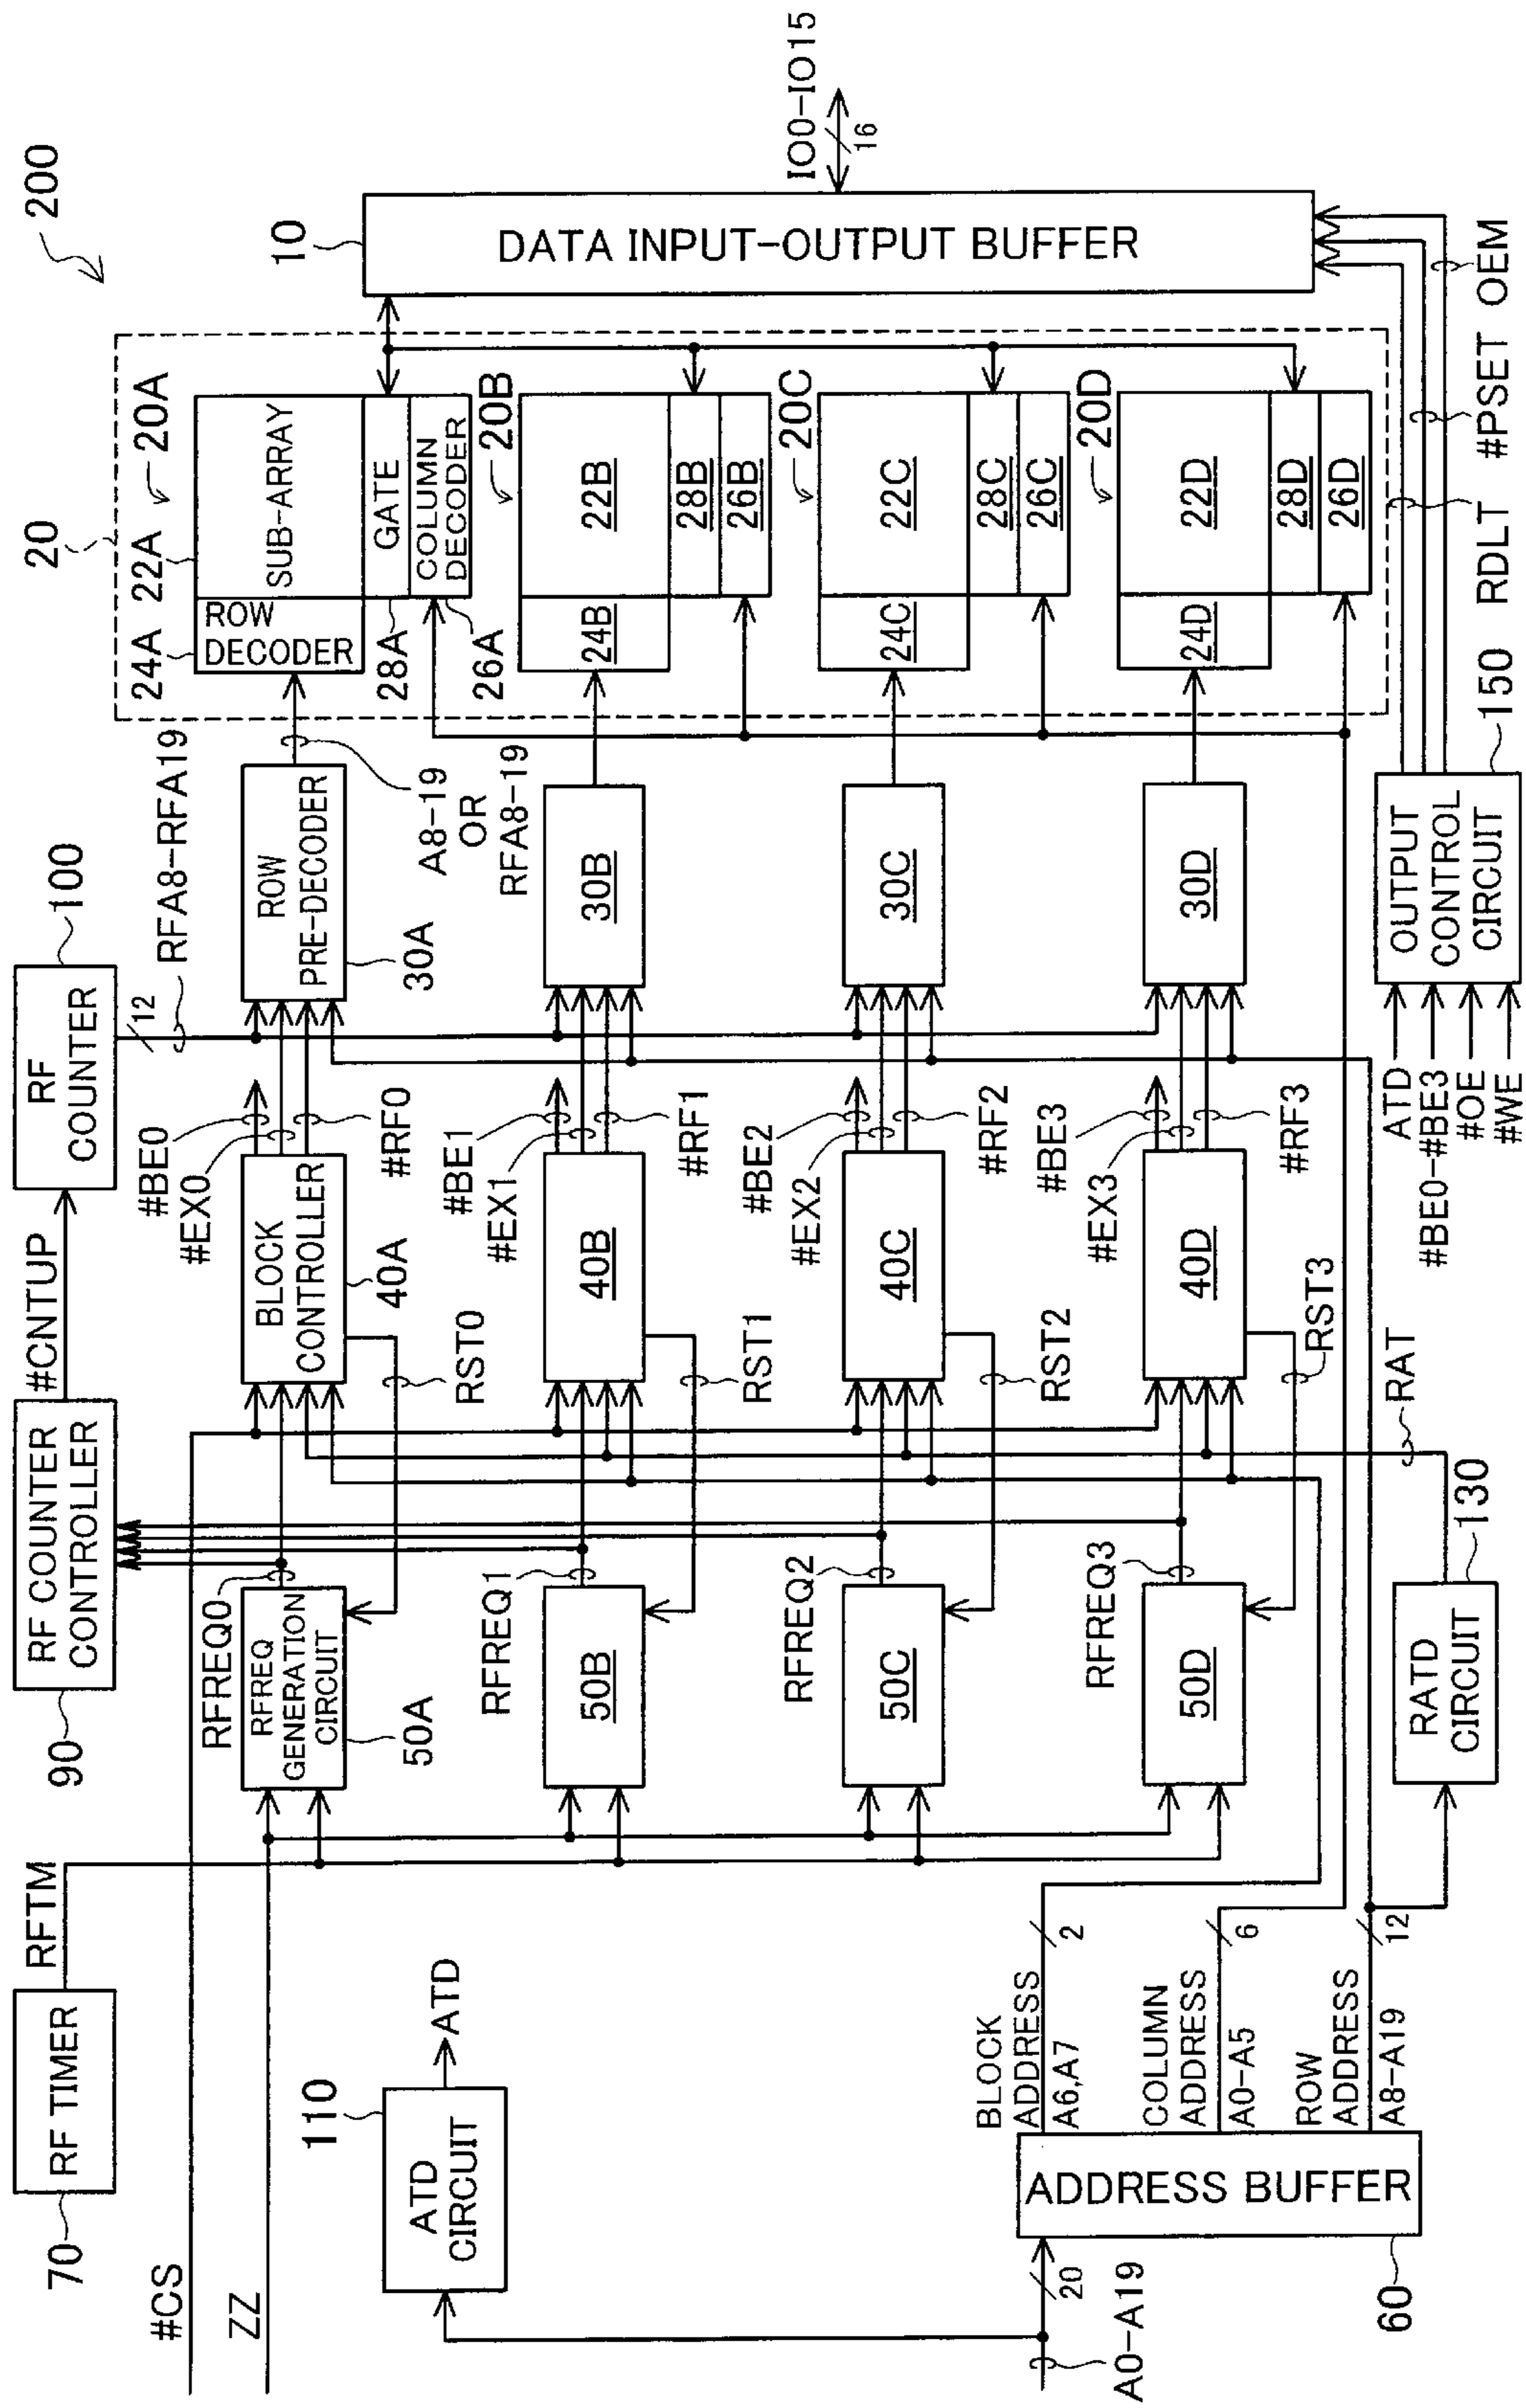 200
RF TIMER
70
RFTM
RF COUNTER
CONTROLLER
90
#CNTUP
RF
COUNTER
100
12
RFA8-RFA19
#CS
ZZ
RFREQ0
RFREQ
GENERATION
CIRCUIT
50A
#BE0
#EX0
BLOCK
CONTROLLER
40A
#RF0
RST0
ROW
PRE-DECODER
30A
A8-19
OR
RFA8-19
20
24A
22A
20A
ROW
DECODER
SUB-ARRAY
GATE
COLUMN
DECODER
28A
26A
10
DATA INPUT-OUTPUT BUFFER
IO0-IO15
16
ATD
CIRCUIT
110
ATD
RFREQ1
50B
#BE1
#EX1
40B
#RF1
RST1
30B
20B
24B
22B
28B
26B
RFREQ2
50C
#BE2
#EX2
40C
#RF2
RST2
30C
20C
24C
22C
28C
26C
RFREQ3
50D
#BE3
#EX3
40D
#RF3
RST3
30D
20D
24D
22D
28D
26D
A0-A19
20
ADDRESS BUFFER
60
BLOCK
ADDRESS
A6,A7
2
COLUMN
ADDRESS
A0-A5
6
ROW
ADDRESS
A8-A19
12
RATD
CIRCUIT
130
RAT
ATD
#BE0-#BE3
#OE
#WE
OUTPUT
CONTROL
CIRCUIT
150
RDLT
#PSET
OEM